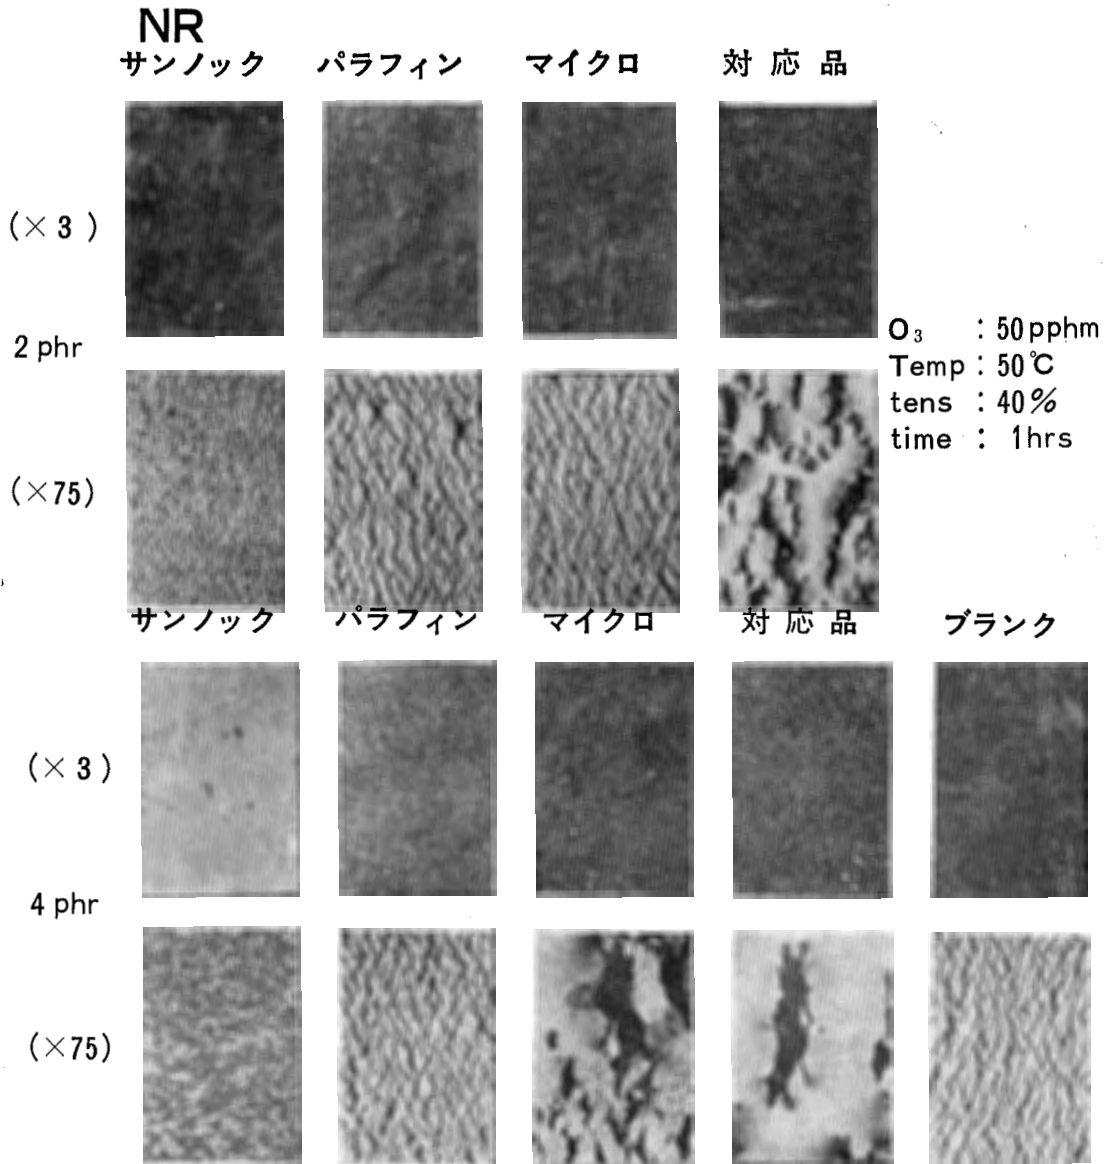 NR
サンノック パラフィン マイクロ 対応品
(×3)
2 phr
O₃ : 50 pphm
Temp : 50℃
tens : 40%
time : 1hrs
(×75)
サンノック パラフィン マイクロ 対応品 ブランク
(×3)
4 phr
(×75)